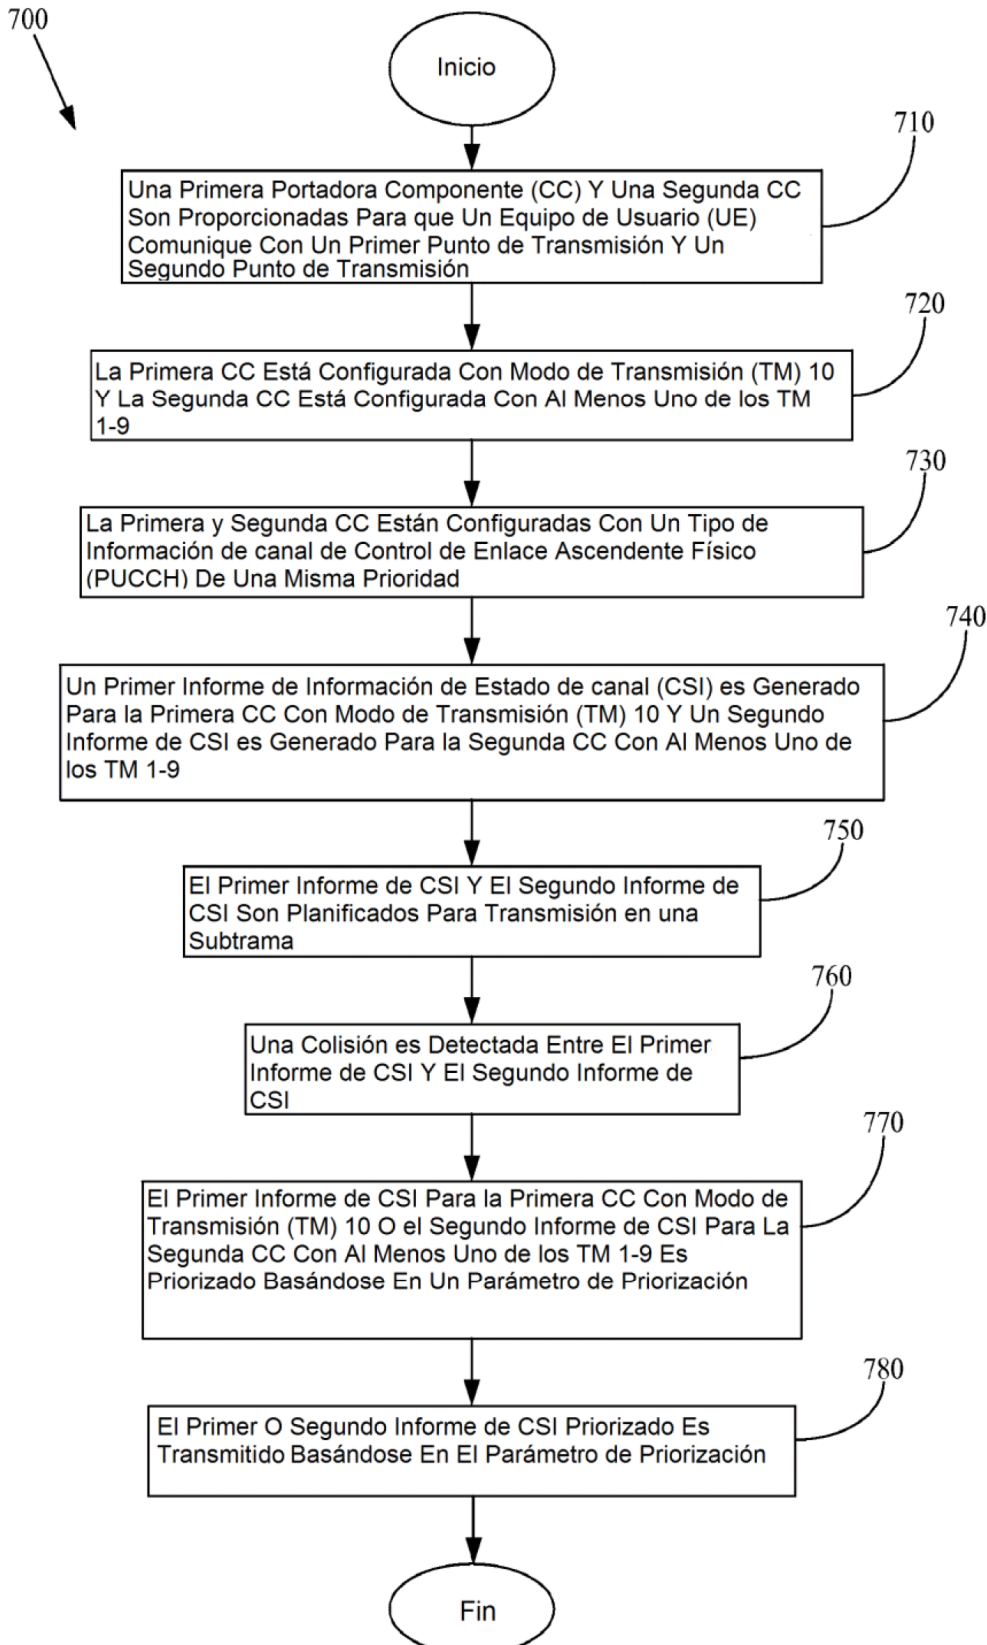 700
Inicio
710
Una Primera Portadora Componente (CC) Y Una Segunda CC
Son Proporcionadas Para que Un Equipo de Usuario (UE)
Comunique Con Un Primer Punto de Transmisión Y Un
Segundo Punto de Transmisión
720
La Primera CC Está Configurada Con Modo de Transmisión (TM) 10
Y La Segunda CC Está Configurada Con Al Menos Uno de los TM
1-9
730
La Primera y Segunda CC Están Configuradas Con Un Tipo de
Información de canal de Control de Enlace Ascendente Físico
(PUCCH) De Una Misma Prioridad
740
Un Primer Informe de Información de Estado de canal (CSI) es Generado
Para la Primera CC Con Modo de Transmisión (TM) 10 Y Un Segundo
Informe de CSI es Generado Para la Segunda CC Con Al Menos Uno de
los TM 1-9
750
El Primer Informe de CSI Y El Segundo Informe de
CSI Son Planificados Para Transmisión en una
Subtrama
760
Una Colisión es Detectada Entre El Primer
Informe de CSI Y El Segundo Informe de
CSI
770
El Primer Informe de CSI Para la Primera CC Con Modo de
Transmisión (TM) 10 O el Segundo Informe de CSI Para La
Segunda CC Con Al Menos Uno de los TM 1-9 Es
Priorizado Basándose En Un Parámetro de Priorización
780
El Primer O Segundo Informe de CSI Priorizado Es
Transmitido Basándose En El Parámetro de Priorización
Fin